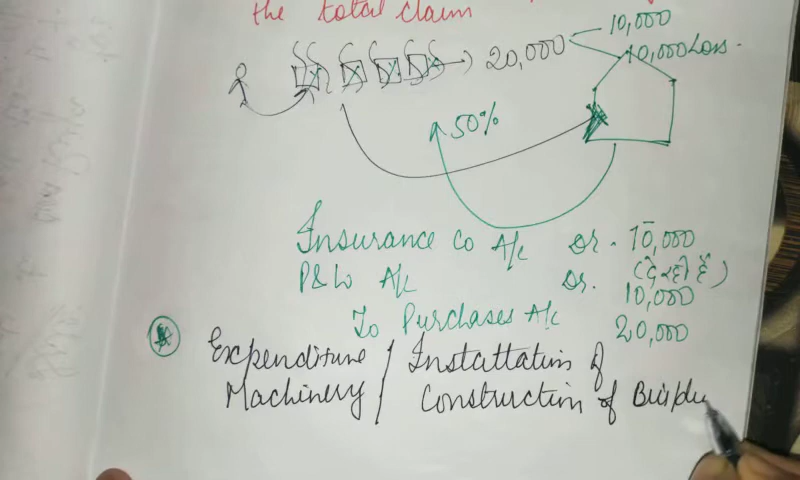 the total claim
10,000
20,000
10,000 Loss.
50%
Insurance Co A/c Dr. 10,000
(दे रही है)
P&L A/c Dr. 10,000
To Purchases A/c 20,000
Expenditure / Installation of
Machinery / Construction of